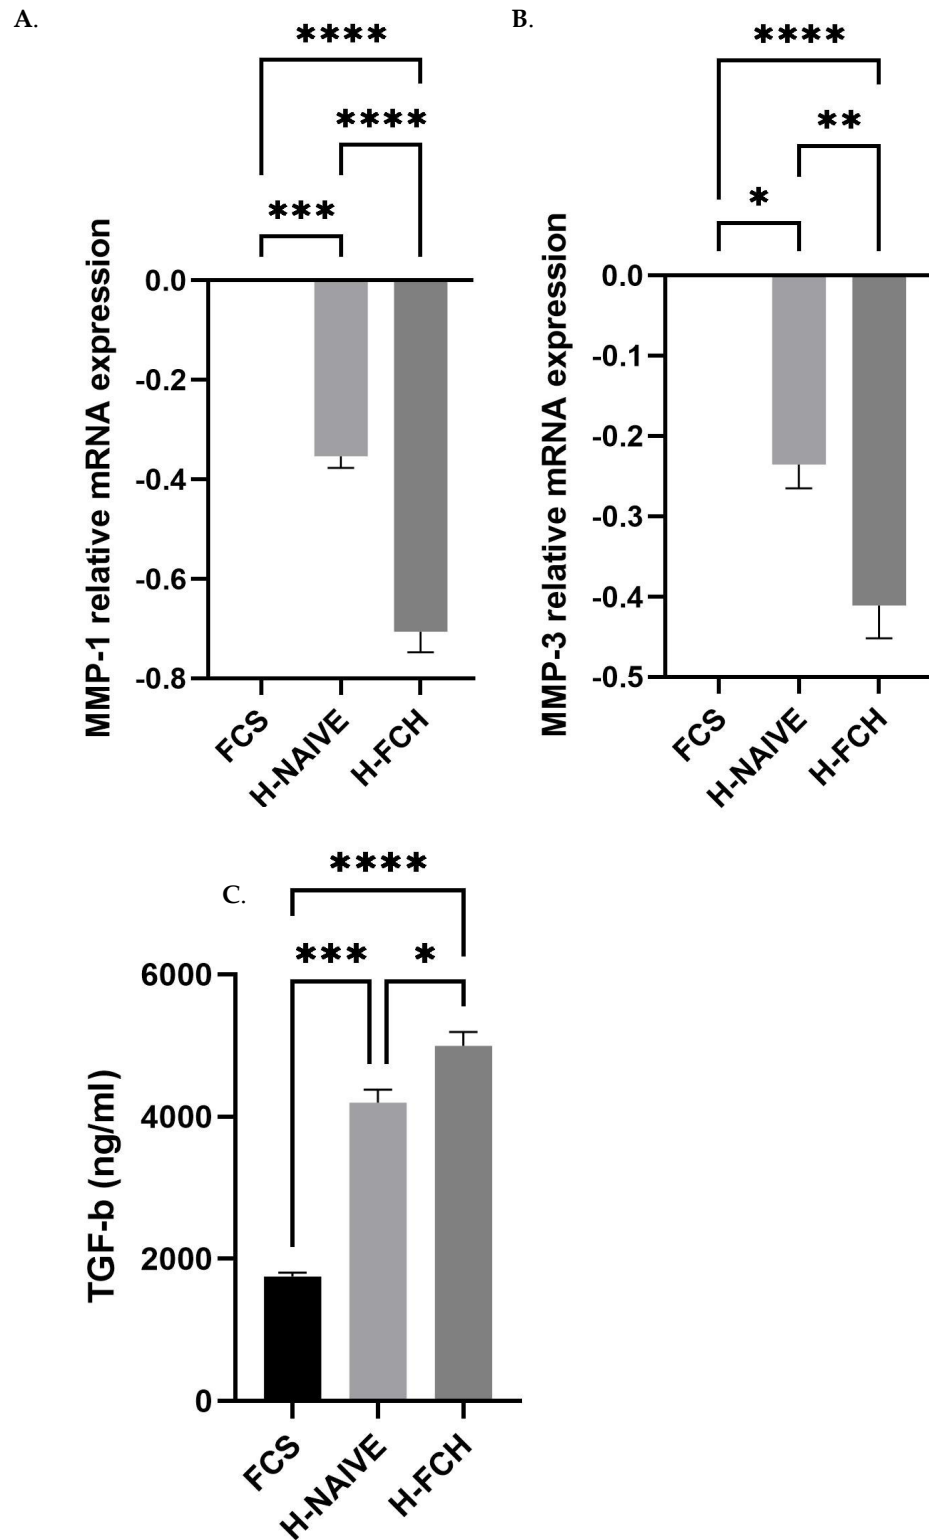 A.
****
****
***
MMP-1 relative mRNA expression
0.0
-0.2
-0.4
-0.6
-0.8
FCS
H-NAIVE
H-FCH
B.
****
**
*
MMP-3 relative mRNA expression
0.0
-0.1
-0.2
-0.3
-0.4
-0.5
FCS
H-NAIVE
H-FCH
C.
****
***
*
TGF-b (ng/ml)
6000
4000
2000
0
FCS
H-NAIVE
H-FCH